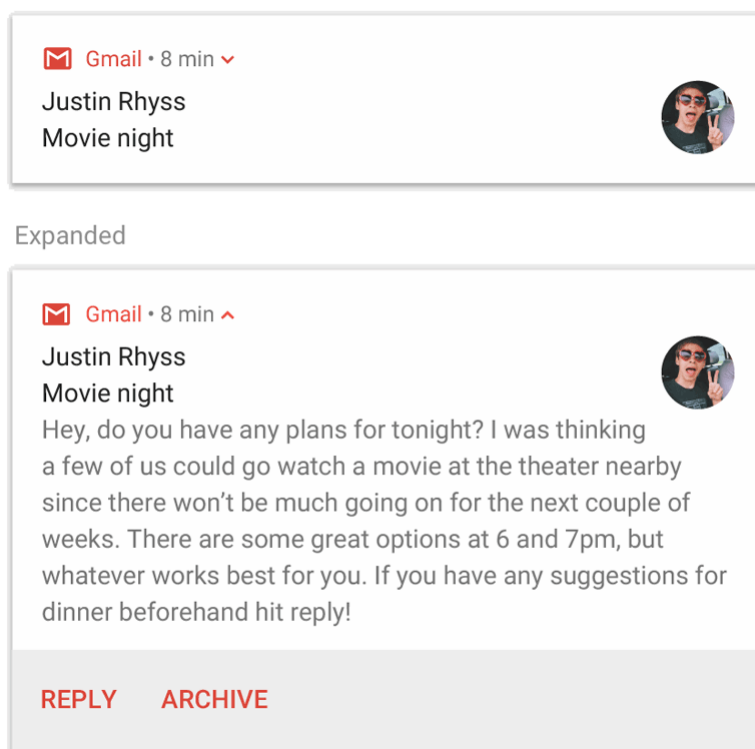 Gmail • 8 min
Justin Rhyss
Movie night
Expanded
Gmail • 8 min
Justin Rhyss
Movie night
Hey, do you have any plans for tonight? I was thinking
a few of us could go watch a movie at the theater nearby
since there won’t be much going on for the next couple of
weeks. There are some great options at 6 and 7pm, but
whatever works best for you. If you have any suggestions for
dinner beforehand hit reply!
REPLY ARCHIVE